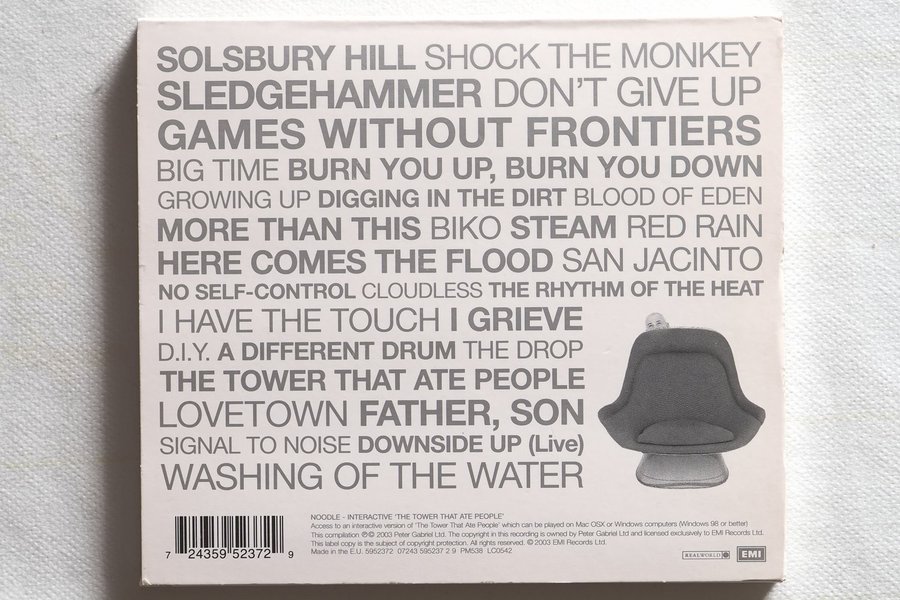 SOLSBURY HILL SHOCK THE MONKEY
SLEDGEHAMMER DON'T GIVE UP
GAMES WITHOUT FRONTIERS
BIG TIME BURN YOU UP, BURN YOU DOWN
GROWING UP DIGGING IN THE DIRT BLOOD OF EDEN
MORE THAN THIS BIKO STEAM RED RAIN
HERE COMES THE FLOOD SAN JACINTO
NO SELF-CONTROL CLOUDLESS THE RHYTHM OF THE HEAT
I HAVE THE TOUCH I GRIEVE
D.I.Y. A DIFFERENT DRUM THE DROP
THE TOWER THAT ATE PEOPLE
LOVETOWN FATHER, SON
SIGNAL TO NOISE DOWNSIDE UP (Live)
WASHING OF THE WATER
NOODLE - INTERACTIVE 'THE TOWER THAT ATE PEOPLE'
Access to an interactive version of 'The Tower That Ate People' which can be played on Mac OSX or Windows computers (Windows 98 or better)
This compilation ℗© 2003 Peter Gabriel Ltd. The copyright in this recording is owned by Peter Gabriel Ltd and licensed exclusively to EMI Records Ltd.
This label copy is the subject of copyright protection. All rights reserved. © 2003 EMI Records Ltd.
Made in the E.U. 5952372 07243 595237 2 9 PM538 LC0542
7 24359 52372 9
REALWORLD
EMI